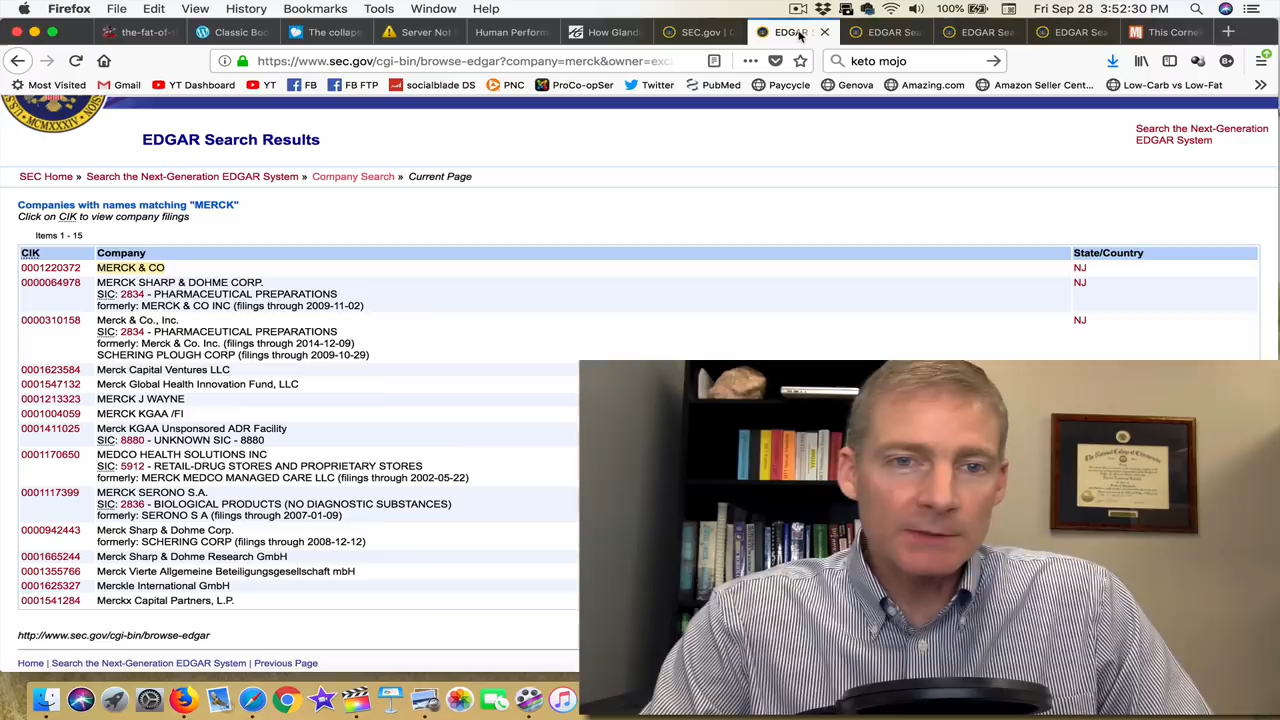 Firefox File Edit View History Bookmarks Tools Window Help 100% Fri Sep 28 3:52:30 PM
the-fat-of- Classic Boo The collaps Server Not Human Perform How Glands SEC.gov | EDGAR S EDGAR Sea EDGAR Sea EDGAR Sea This Corner
https://www.sec.gov/cgi-bin/browse-edgar?company=merck&owner=exc keto mojo
Most Visited Gmail YT Dashboard YT FB FB FTP socialblade DS PNC ProCo-opSer Twitter PubMed Paycycle Genova Amazing.com Amazon Seller Cent... Low-Carb vs Low-Fat
MCMXXXIV
EDGAR Search Results
Search the Next-Generation
EDGAR System
SEC Home » Search the Next-Generation EDGAR System » Company Search » Current Page
Companies with names matching "MERCK"
Click on CIK to view company filings
Items 1 - 15
CIK Company State/Country
0001220372 MERCK & CO NJ
0000064978 MERCK SHARP & DOHME CORP. NJ
SIC: 2834 - PHARMACEUTICAL PREPARATIONS
formerly: MERCK & CO INC (filings through 2009-11-02)
0000310158 Merck & Co., Inc. NJ
SIC: 2834 - PHARMACEUTICAL PREPARATIONS
formerly: Merck & Co. Inc. (filings through 2014-12-09)
SCHERING PLOUGH CORP (filings through 2009-10-29)
0001623584 Merck Capital Ventures LLC
0001547132 Merck Global Health Innovation Fund, LLC
0001213323 MERCK J WAYNE
0001004059 MERCK KGAA /FI
0001411025 Merck KGAA Unsponsored ADR Facility
SIC: 8880 - UNKNOWN SIC - 8880
0001170650 MEDCO HEALTH SOLUTIONS INC
SIC: 5912 - RETAIL-DRUG STORES AND PROPRIETARY STORES
formerly: MERCK MEDCO MANAGED CARE LLC (filings through 2002-05-22)
0001117399 MERCK SERONO S.A.
SIC: 2836 - BIOLOGICAL PRODUCTS (NO DIAGNOSTIC SUBSTANCES)
formerly: SERONO S A (filings through 2007-01-09)
0000942443 Merck Sharp & Dohme Corp.
formerly: SCHERING CORP (filings through 2008-12-12)
0001665244 Merck Sharp & Dohme Research GmbH
0001355766 Merck Vierte Allgemeine Beteiligungsgesellschaft mbH
0001625327 Merckle International GmbH
0001541284 Merckx Capital Partners, L.P.
http://www.sec.gov/cgi-bin/browse-edgar
Home | Search the Next-Generation EDGAR System | Previous Page